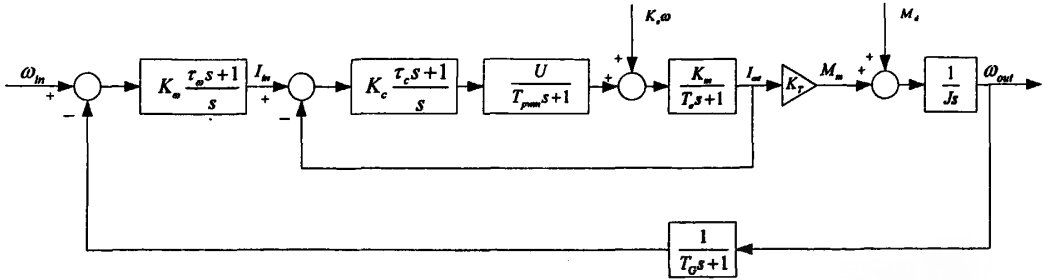 K_e ω
M_d
ω_in
+
−
K_ω (τ_ω s+1)/s
I_in
+
−
K_c (τ_c s+1)/s
U/(T_pwm s+1)
+
+
K_m/(T_e s+1)
I_out
K_T
M_m
+
+
1/(Js)
ω_out
1/(T_G s+1)